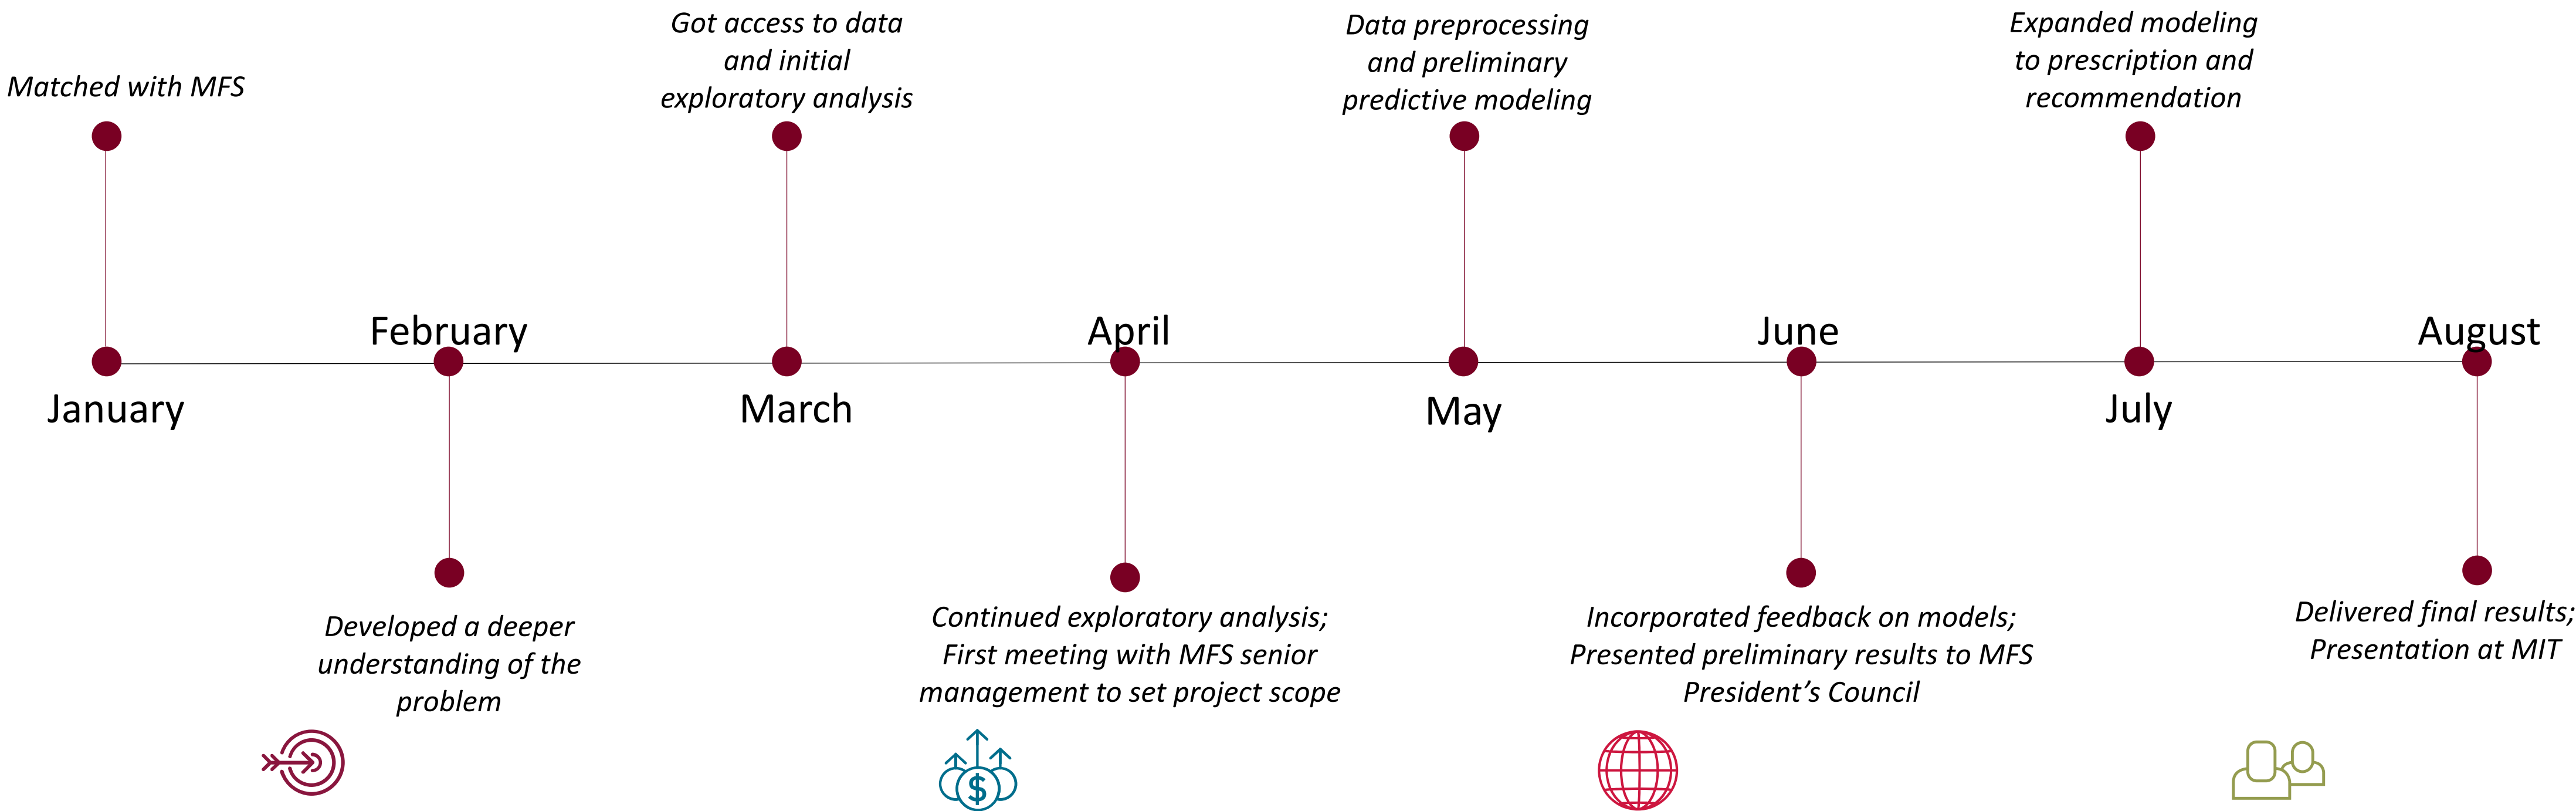 Matched with MFS
January
February
Developed a deeper
understanding of the
problem
Got access to data
and initial
exploratory analysis
March
April
Continued exploratory analysis;
First meeting with MFS senior
management to set project scope
Data preprocessing
and preliminary
predictive modeling
May
June
Incorporated feedback on models;
Presented preliminary results to MFS
President’s Council
Expanded modeling
to prescription and
recommendation
July
August
Delivered final results;
Presentation at MIT
$